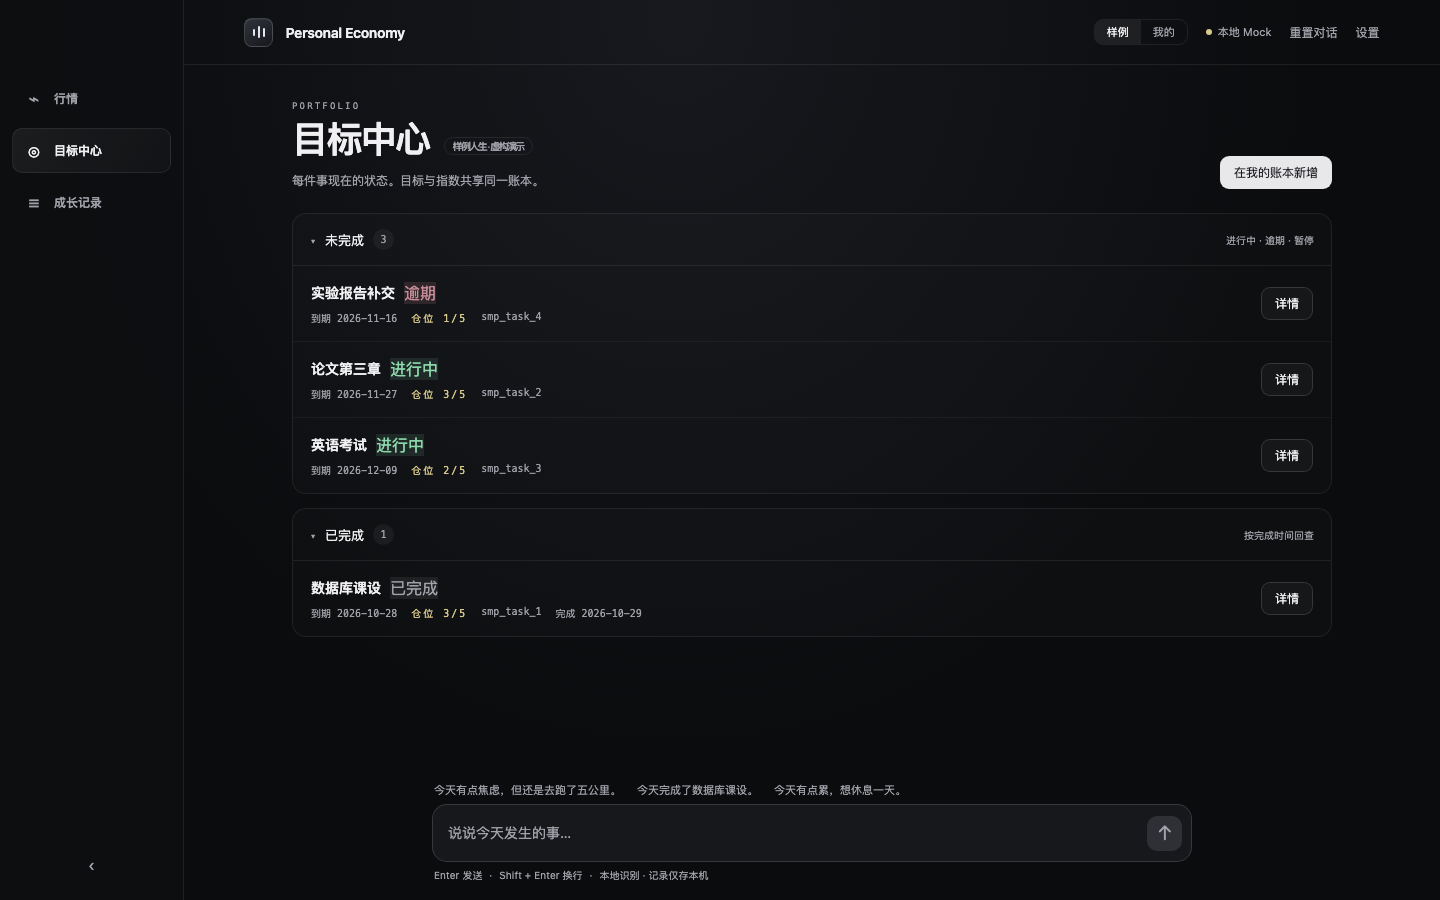 Personal Economy
样例 我的 本地 Mock 重置对话 设置
行情
目标中心
成长记录
PORTFOLIO
目标中心 样例人生·虚构演示
每件事现在的状态。目标与指数共享同一账本。
在我的账本新增
未完成 3 进行中 · 逾期 · 暂停
实验报告补交 逾期
到期 2026-11-16 仓位 1/5 smp_task_4
详情
论文第三章 进行中
到期 2026-11-27 仓位 3/5 smp_task_2
详情
英语考试 进行中
到期 2026-12-09 仓位 2/5 smp_task_3
详情
已完成 1 按完成时间回查
数据库课设 已完成
到期 2026-10-28 仓位 3/5 smp_task_1 完成 2026-10-29
详情
今天有点焦虑，但还是去跑了五公里。 今天完成了数据库课设。 今天有点累，想休息一天。
说说今天发生的事...
Enter 发送 · Shift + Enter 换行 · 本地识别 · 记录仅存本机